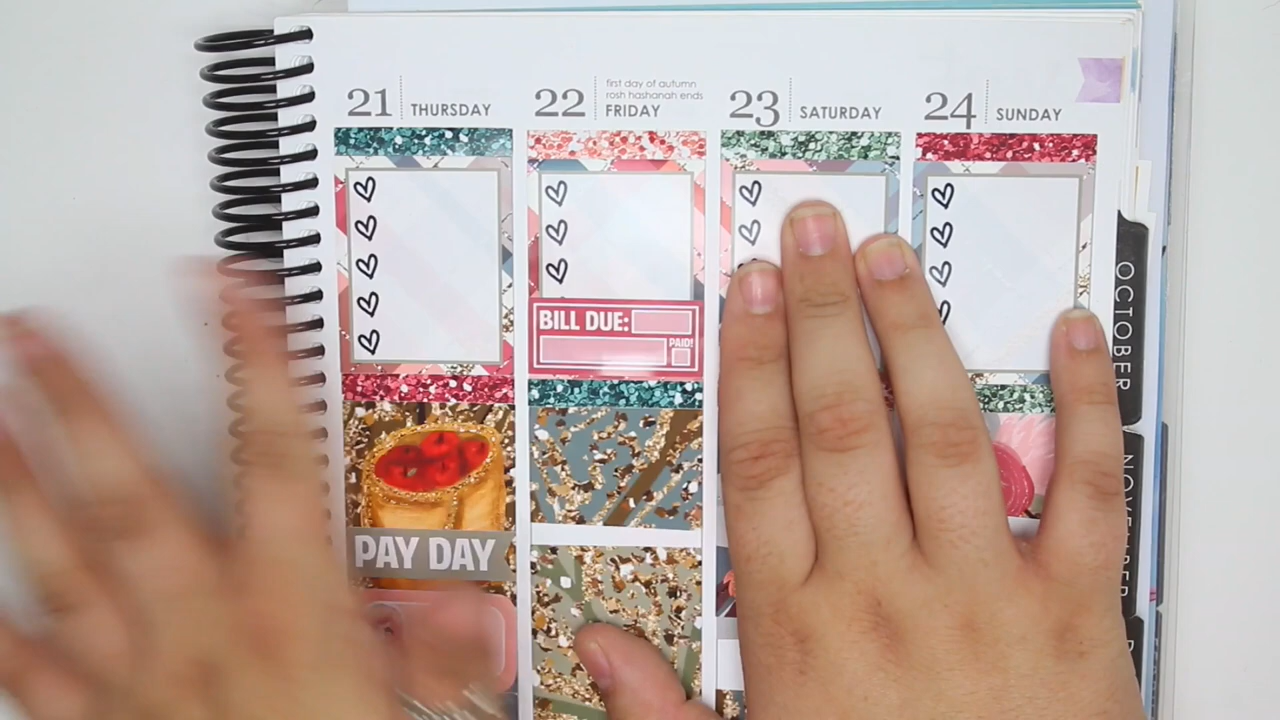 21 THURSDAY
first day of autumn
rosh hashanah ends
22 FRIDAY
23 SATURDAY
24 SUNDAY
BILL DUE:
PAID!
PAY DAY
OCTOBER
NOVEMBER